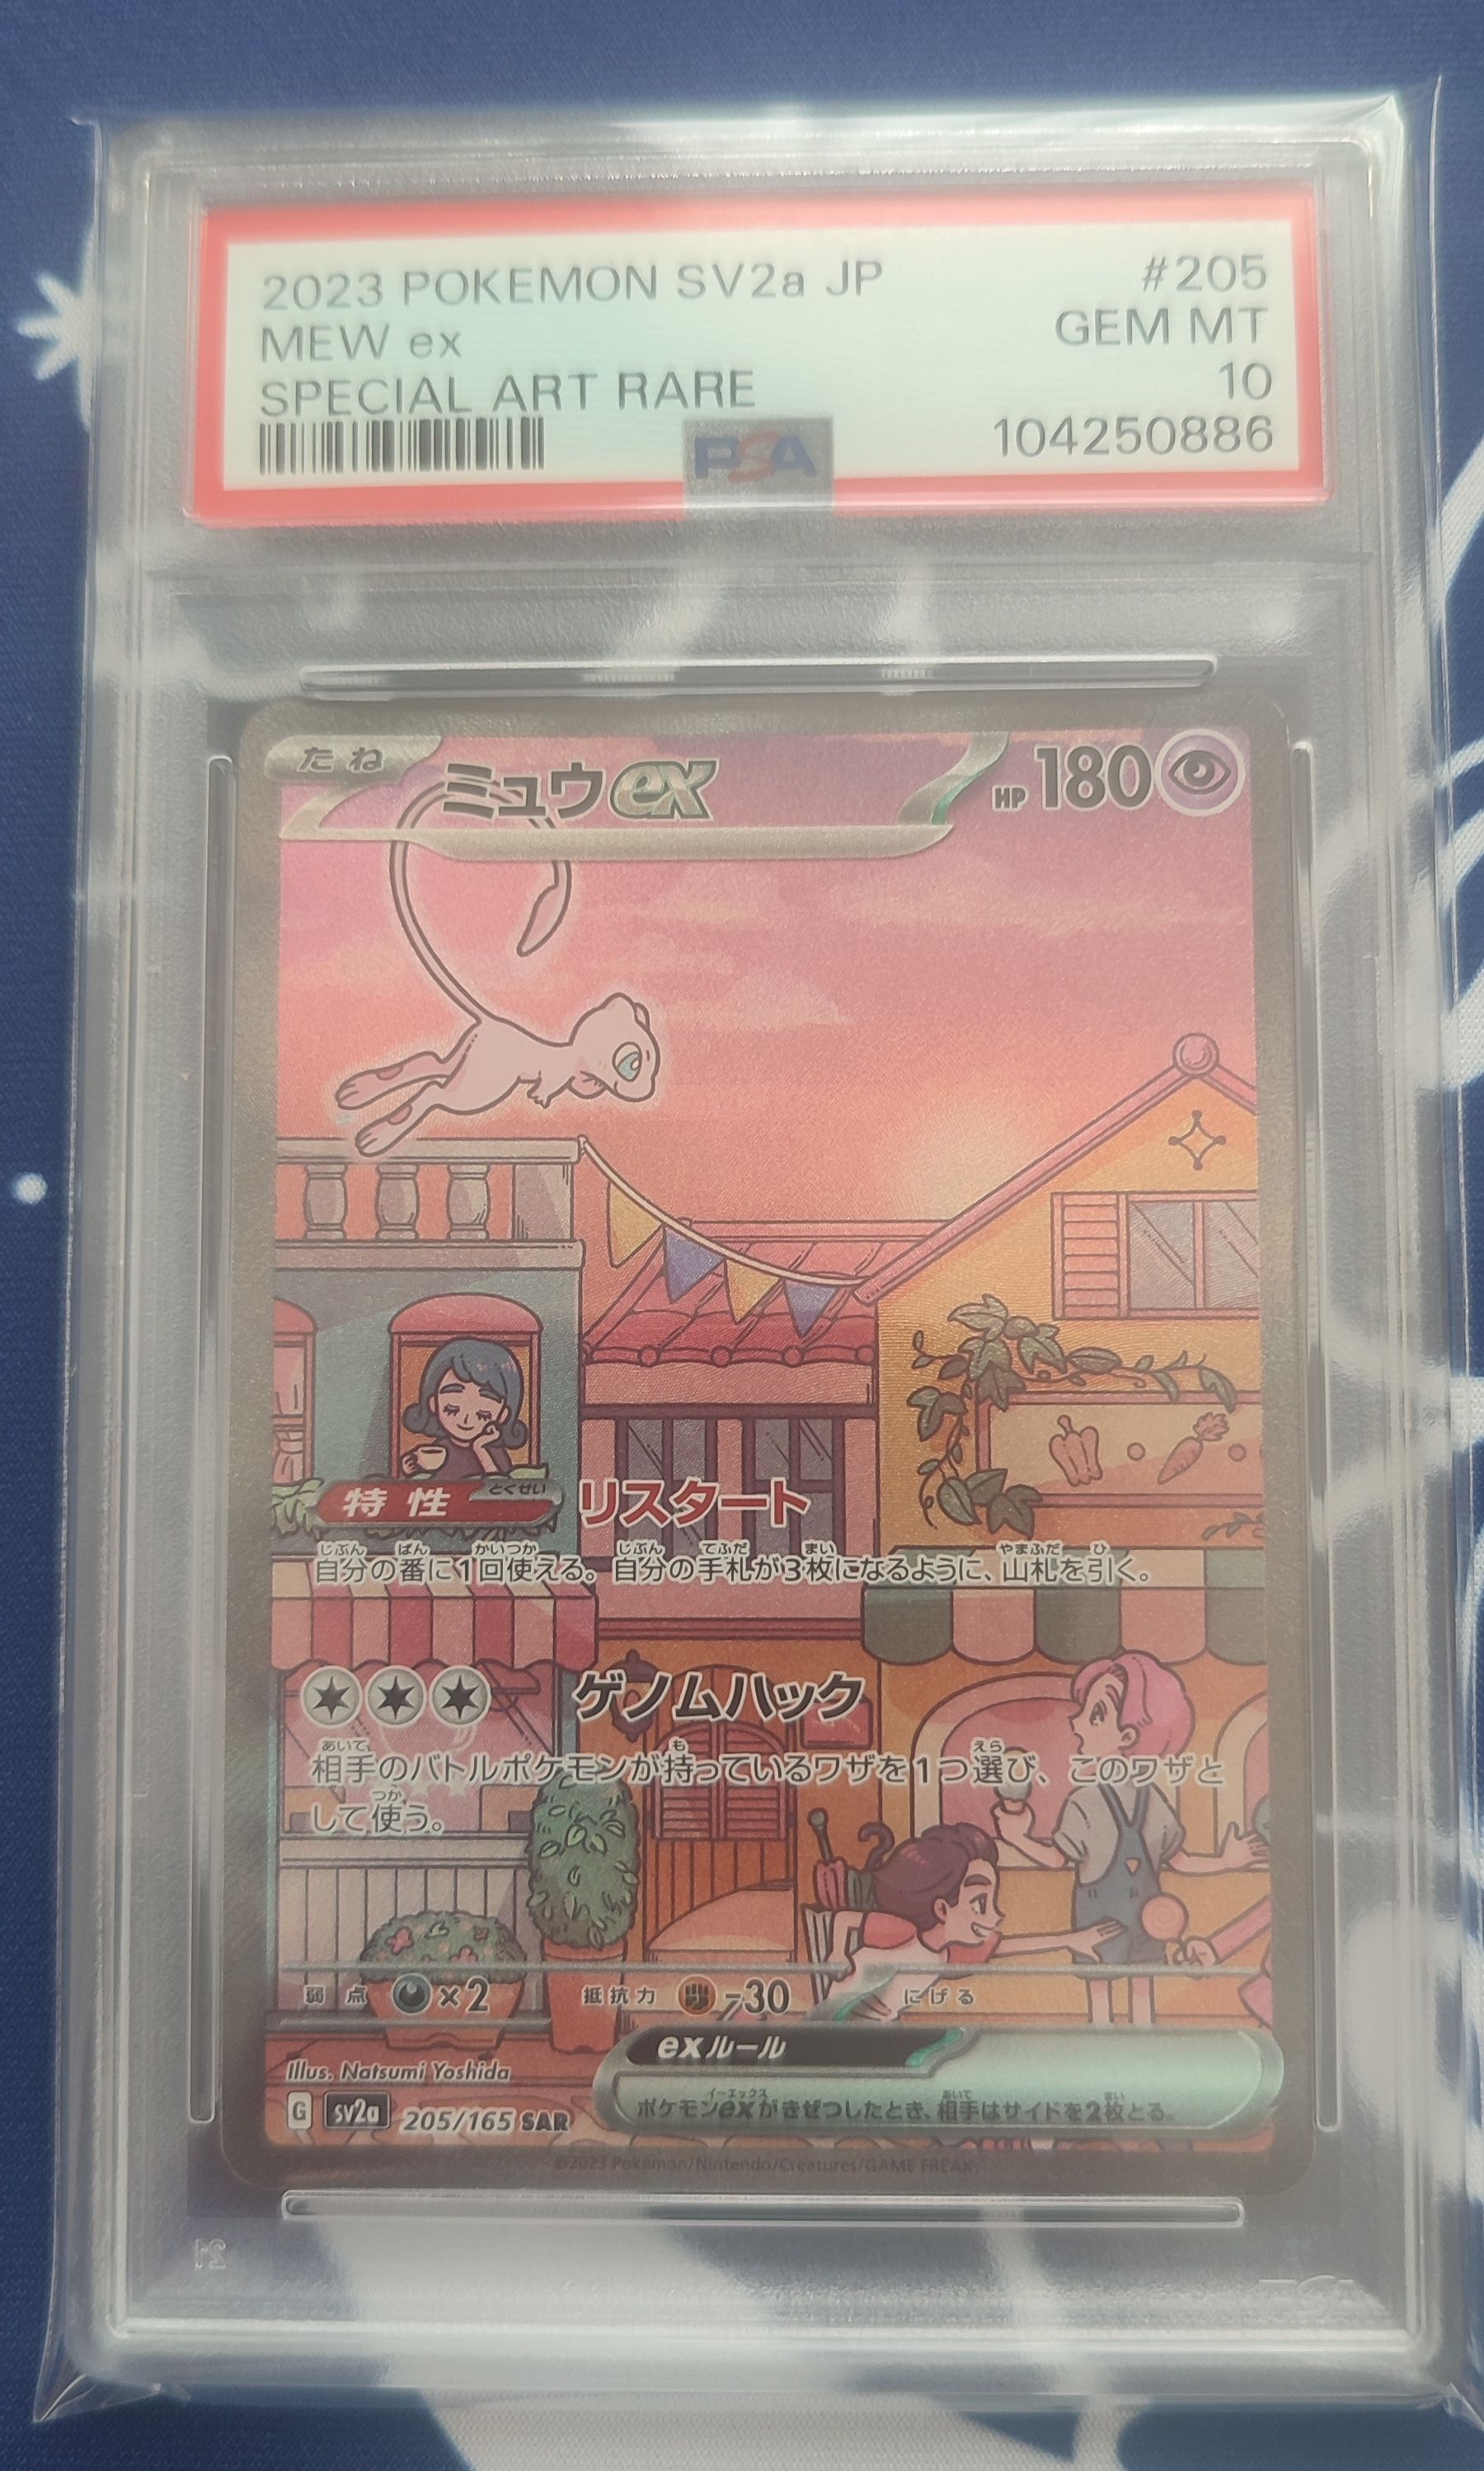 2023 POKEMON SV2a JP #205
MEW ex GEM MT
SPECIAL ART RARE 10
PSA 104250886
たね ミュウex HP 180
特性 とくせい リスタート
じぶん ばん かいつか じぶん てふだ まい やまふだ ひ
自分の番に1回使える。自分の手札が3枚になるように、山札を引く。
ゲノムハック
あいて も えら
相手のバトルポケモンが持っているワザを1つ選び、このワザと
つか
して使う。
弱点 ×2 抵抗力 -30 にげる
exルール
Illus. Natsumi Yoshida
イーエックス あいて まい
ポケモンexがきぜつしたとき、相手はサイドを2枚とる。
G sv2a 205/165 SAR
©2023 Pokémon/Nintendo/Creatures/GAME FREAK